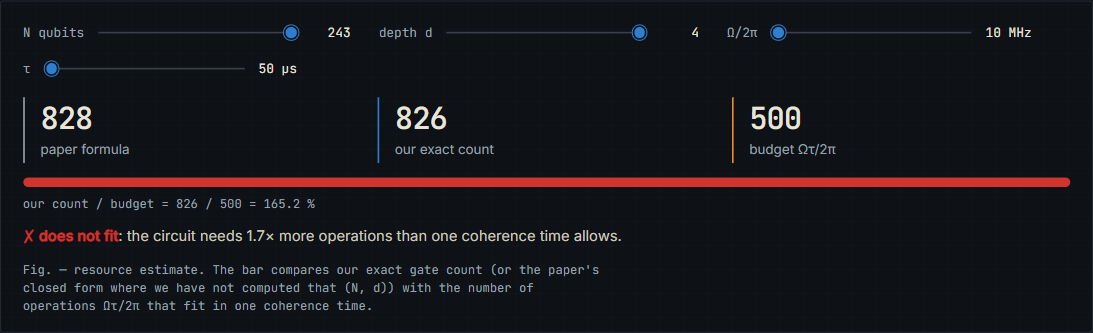 N qubits 243 depth d 4 Ω/2π 10 MHz
τ 50 µs
828 826 500
paper formula our exact count budget Ωτ/2π
our count / budget = 826 / 500 = 165.2 %
✗ does not fit: the circuit needs 1.7× more operations than one coherence time allows.
Fig. — resource estimate. The bar compares our exact gate count (or the paper's
closed form where we have not computed that (N, d)) with the number of
operations Ωτ/2π that fit in one coherence time.